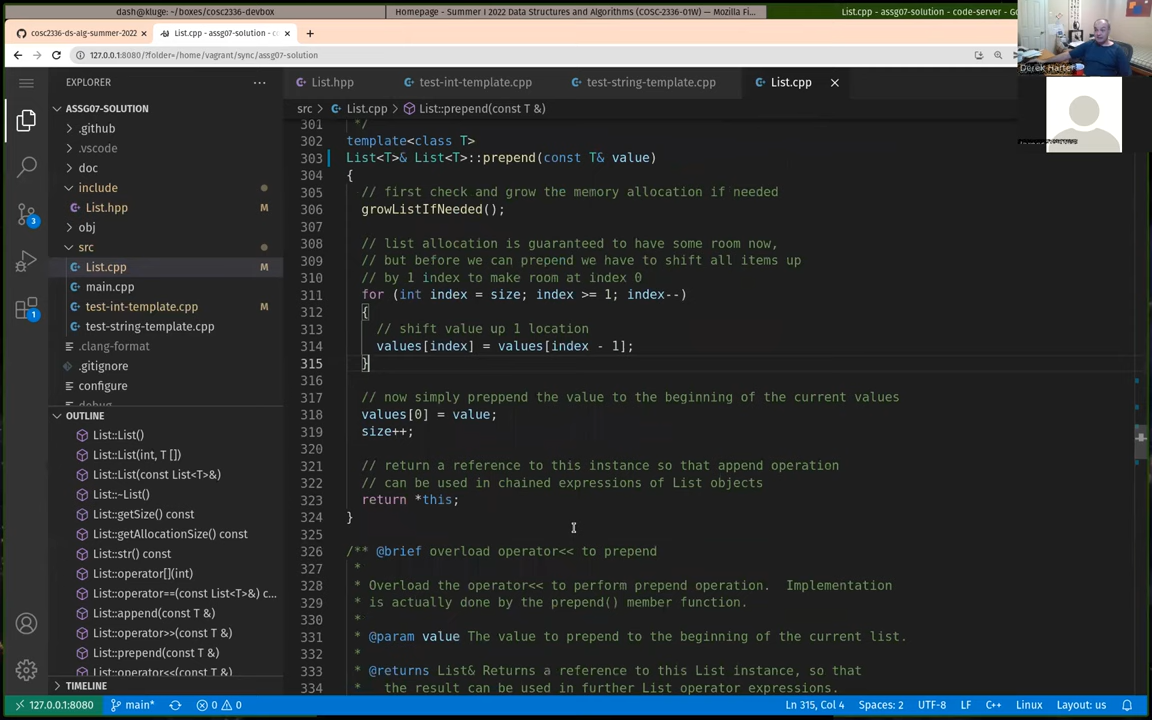 dash@kluge: ~/boxes/cosc2336-devbox
Homepage - Summer I 2022 Data Structures and Algorithms (COSC-2336-01W) — Mozilla Fi...
List.cpp - assg07-solution - code-server — Go
cosc2336-ds-alg-summer-2022
List.cpp - assg07-solution - co
127.0.0.1:8080/?folder=/home/vagrant/sync/assg07-solution
Derek Harter
EXPLORER
List.hpp
test-int-template.cpp
test-string-template.cpp
List.cpp
ASSG07-SOLUTION
src > List.cpp > List::prepend(const T &)
.github
.vscode
doc
include
List.hpp M
obj
src
List.cpp M
main.cpp
test-int-template.cpp M
test-string-template.cpp
.clang-format
.gitignore
configure
debug
3
1
OUTLINE
List::List()
List::List(int, T [])
List::List(const List<T>&)
List::~List()
List::getSize() const
List::getAllocationSize() const
List::str() const
List::operator[](int)
List::operator==(const List<T>&) c...
List::append(const T &)
List::operator>>(const T &)
List::prepend(const T &)
List::operator<<(const T &)
TIMELINE
301 */
302 template<class T>
303 List<T>& List<T>::prepend(const T& value)
304 {
305 // first check and grow the memory allocation if needed
306 growListIfNeeded();
307
308 // list allocation is guaranteed to have some room now,
309 // but before we can prepend we have to shift all items up
310 // by 1 index to make room at index 0
311 for (int index = size; index >= 1; index--)
312 {
313 // shift value up 1 location
314 values[index] = values[index - 1];
315 }
316
317 // now simply preppend the value to the beginning of the current values
318 values[0] = value;
319 size++;
320
321 // return a reference to this instance so that append operation
322 // can be used in chained expressions of List objects
323 return *this;
324 }
325
326 /** @brief overload operator<< to prepend
327 *
328 * Overload the operator<< to perform prepend operation.  Implementation
329 * is actually done by the prepend() member function.
330 *
331 * @param value The value to prepend to the beginning of the current list.
332 *
333 * @returns List& Returns a reference to this List instance, so that
334 * the result can be used in further List operator expressions.
127.0.0.1:8080
main*
0 0
Ln 315, Col 4
Spaces: 2
UTF-8
LF
C++
Linux
Layout: us